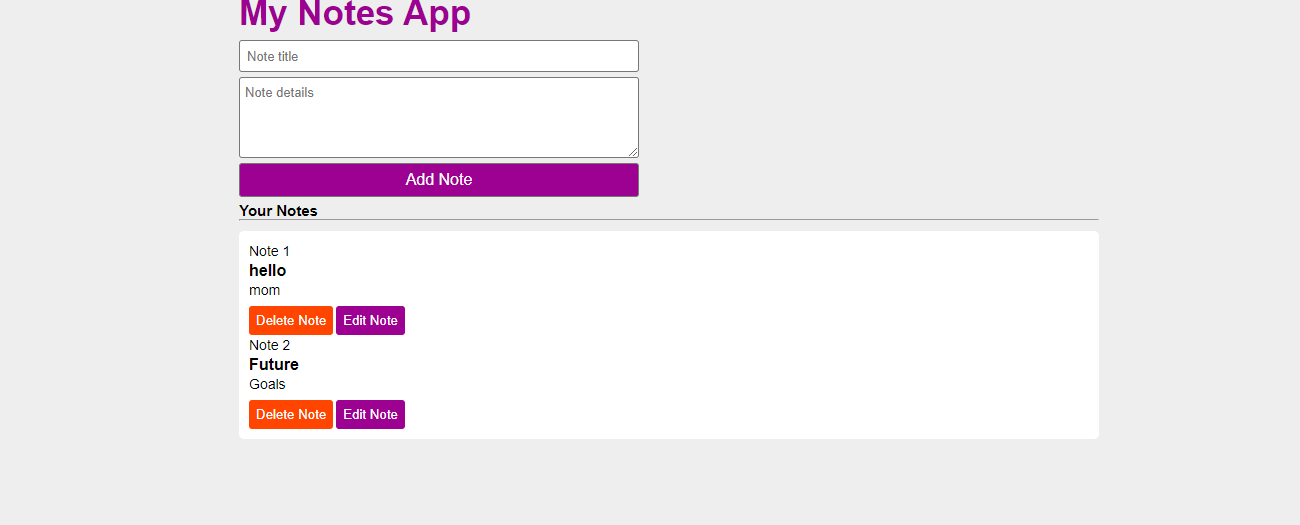 My Notes App
Note title
Note details
Add Note
Your Notes
Note 1
hello
mom
Delete Note Edit Note
Note 2
Future
Goals
Delete Note Edit Note